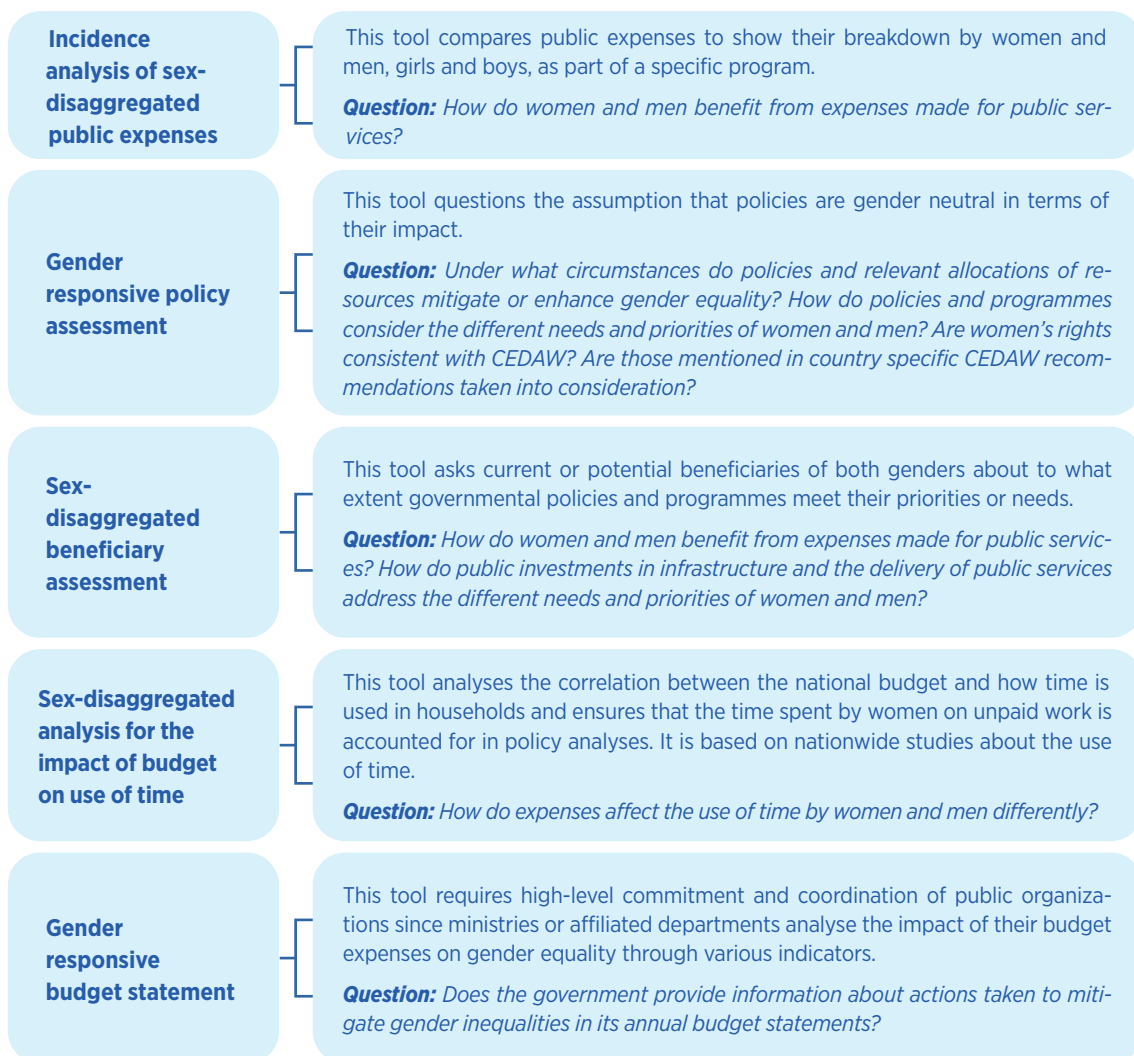 Incidence
analysis of sex-
disaggregated
public expenses
This tool compares public expenses to show their breakdown by women and
men, girls and boys, as part of a specific program.
Question: How do women and men benefit from expenses made for public ser-
vices?
Gender
responsive policy
assessment
This tool questions the assumption that policies are gender neutral in terms of
their impact.
Question: Under what circumstances do policies and relevant allocations of re-
sources mitigate or enhance gender equality? How do policies and programmes
consider the different needs and priorities of women and men? Are women’s rights
consistent with CEDAW? Are those mentioned in country specific CEDAW recom-
mendations taken into consideration?
Sex-
disaggregated
beneficiary
assessment
This tool asks current or potential beneficiaries of both genders about to what
extent governmental policies and programmes meet their priorities or needs.
Question: How do women and men benefit from expenses made for public servic-
es? How do public investments in infrastructure and the delivery of public services
address the different needs and priorities of women and men?
Sex-disaggregated
analysis for the
impact of budget
on use of time
This tool analyses the correlation between the national budget and how time is
used in households and ensures that the time spent by women on unpaid work is
accounted for in policy analyses. It is based on nationwide studies about the use
of time.
Question: How do expenses affect the use of time by women and men differently?
Gender
responsive
budget statement
This tool requires high-level commitment and coordination of public organiza-
tions since ministries or affiliated departments analyse the impact of their budget
expenses on gender equality through various indicators.
Question: Does the government provide information about actions taken to miti-
gate gender inequalities in its annual budget statements?